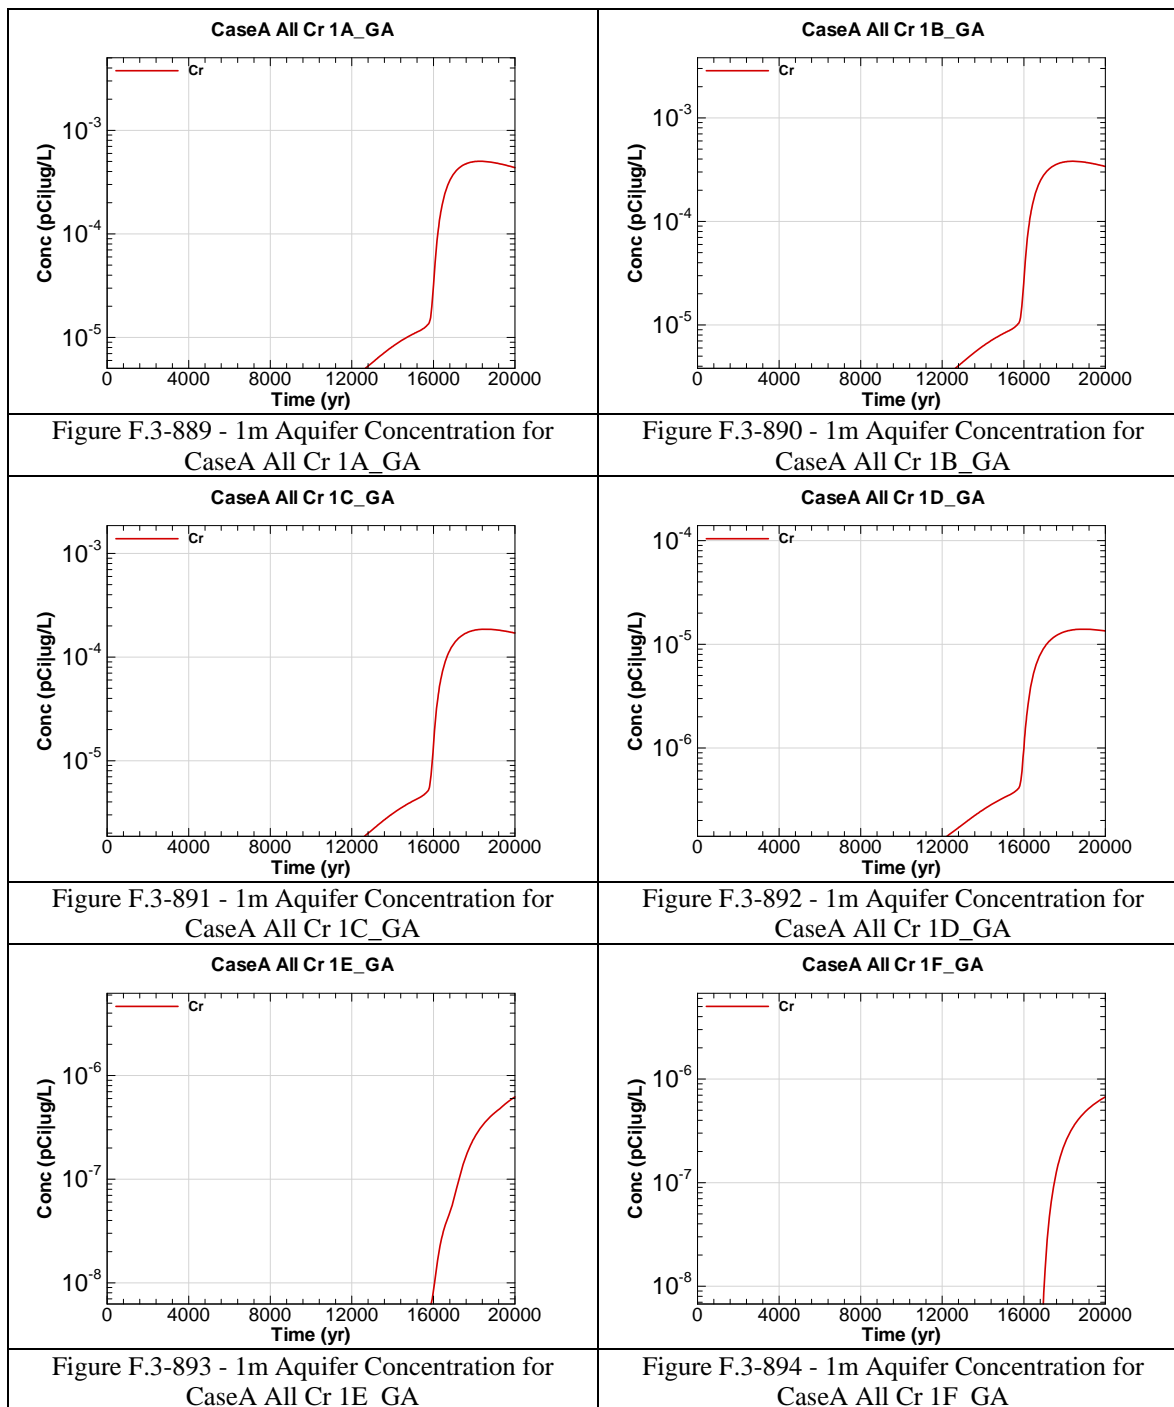 CaseA All Cr 1A_GA
Cr
Conc (pCi|ug/L)
10-3
10-4
10-5
0 4000 8000 12000 16000 20000
Time (yr)
Figure F.3-889 - 1m Aquifer Concentration for
CaseA All Cr 1A_GA
CaseA All Cr 1B_GA
Cr
Conc (pCi|ug/L)
10-3
10-4
10-5
0 4000 8000 12000 16000 20000
Time (yr)
Figure F.3-890 - 1m Aquifer Concentration for
CaseA All Cr 1B_GA
CaseA All Cr 1C_GA
Cr
Conc (pCi|ug/L)
10-3
10-4
10-5
0 4000 8000 12000 16000 20000
Time (yr)
Figure F.3-891 - 1m Aquifer Concentration for
CaseA All Cr 1C_GA
CaseA All Cr 1D_GA
Cr
Conc (pCi|ug/L)
10-4
10-5
10-6
0 4000 8000 12000 16000 20000
Time (yr)
Figure F.3-892 - 1m Aquifer Concentration for
CaseA All Cr 1D_GA
CaseA All Cr 1E_GA
Cr
Conc (pCi|ug/L)
10-6
10-7
10-8
0 4000 8000 12000 16000 20000
Time (yr)
Figure F.3-893 - 1m Aquifer Concentration for
CaseA All Cr 1E_GA
CaseA All Cr 1F_GA
Cr
Conc (pCi|ug/L)
10-6
10-7
10-8
0 4000 8000 12000 16000 20000
Time (yr)
Figure F.3-894 - 1m Aquifer Concentration for
CaseA All Cr 1F_GA